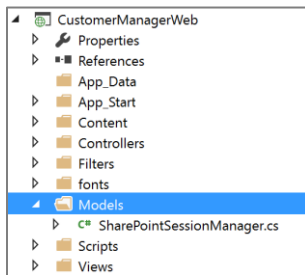 CustomerManagerWeb
Properties
References
App_Data
App_Start
Content
Controllers
Filters
fonts
Models
C# SharePointSessionManager.cs
Scripts
Views